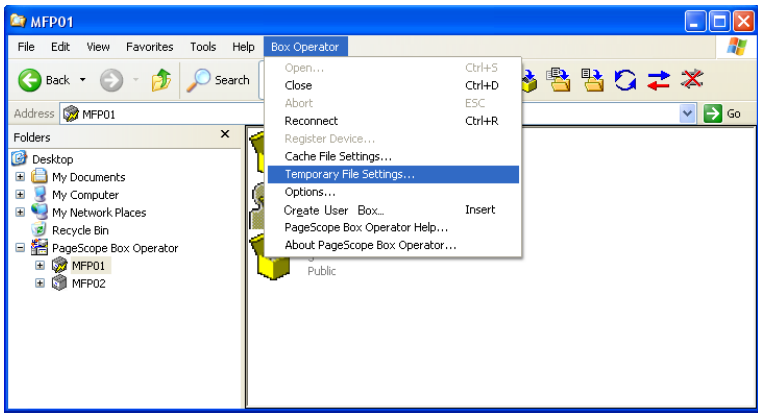 MFP01
File Edit View Favorites Tools Help Box Operator
Back Search
Address MFP01 Go
Folders
Desktop
My Documents
My Computer
My Network Places
Recycle Bin
PageScope Box Operator
MFP01
MFP02
Open... Ctrl+S
Close Ctrl+D
Abort ESC
Reconnect Ctrl+R
Register Device...
Cache File Settings...
Temporary File Settings...
Options...
Create User Box... Insert
PageScope Box Operator Help...
About PageScope Box Operator...
Public